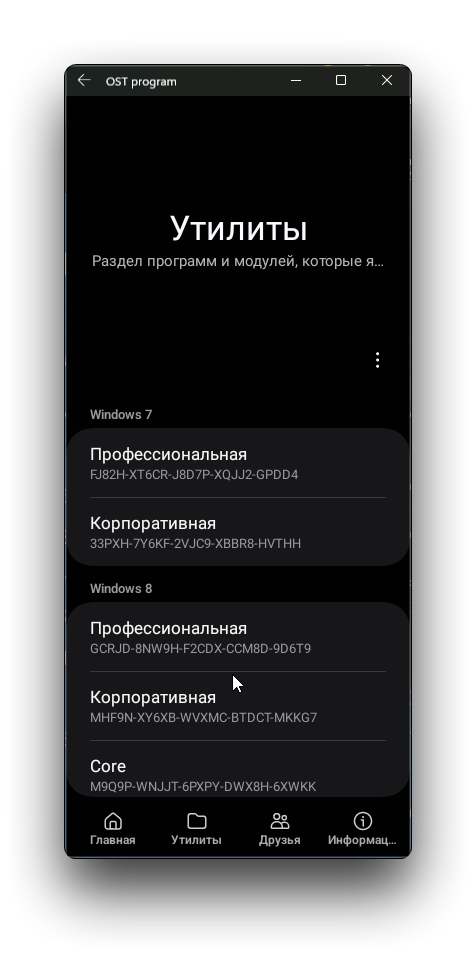 OST program
Утилиты
Раздел программ и модулей, которые я...
Windows 7
Профессиональная
FJ82H-XT6CR-J8D7P-XQJJ2-GPDD4
Корпоративная
33PXH-7Y6KF-2VJC9-XBBR8-HVTHH
Windows 8
Профессиональная
GCRJD-8NW9H-F2CDX-CCM8D-9D6T9
Корпоративная
MHF9N-XY6XB-WVXMC-BTDCT-MKKG7
Core
M9Q9P-WNJJT-6PXPY-DWX8H-6XWKK
Главная Утилиты Друзья Информац...